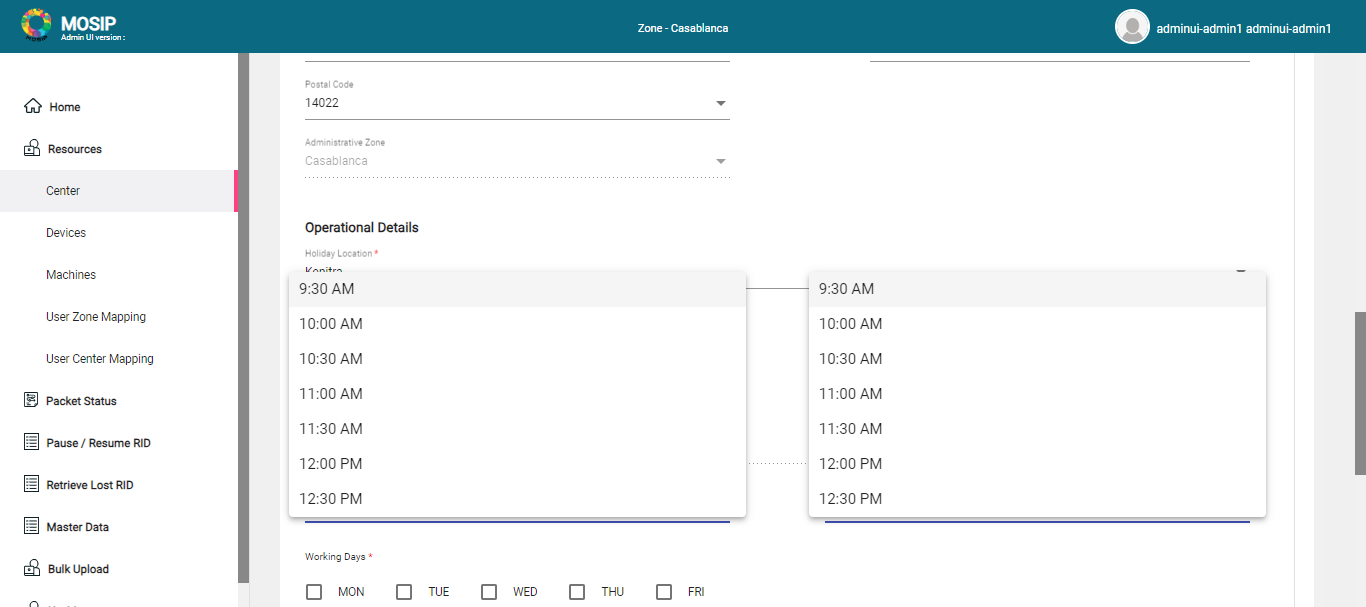 MOSIP
Admin UI version :
Zone - Casablanca
adminui-admin1 adminui-admin1
Home
Resources
Center
Devices
Machines
User Zone Mapping
User Center Mapping
Packet Status
Pause / Resume RID
Retrieve Lost RID
Master Data
Bulk Upload
Postal Code
14022
Administrative Zone
Casablanca
Operational Details
Holiday Location *
Kenitra
9:30 AM
10:00 AM
10:30 AM
11:00 AM
11:30 AM
12:00 PM
12:30 PM
9:30 AM
10:00 AM
10:30 AM
11:00 AM
11:30 AM
12:00 PM
12:30 PM
Working Days *
MON TUE WED THU FRI